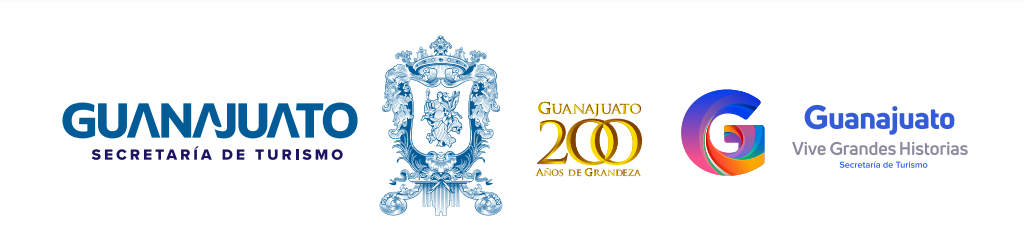 GUANAJUATO
SECRETARÍA DE TURISMO
GUANAJUATO
200
AÑOS DE GRANDEZA
G
Guanajuato
Vive Grandes Historias
Secretaría de Turismo